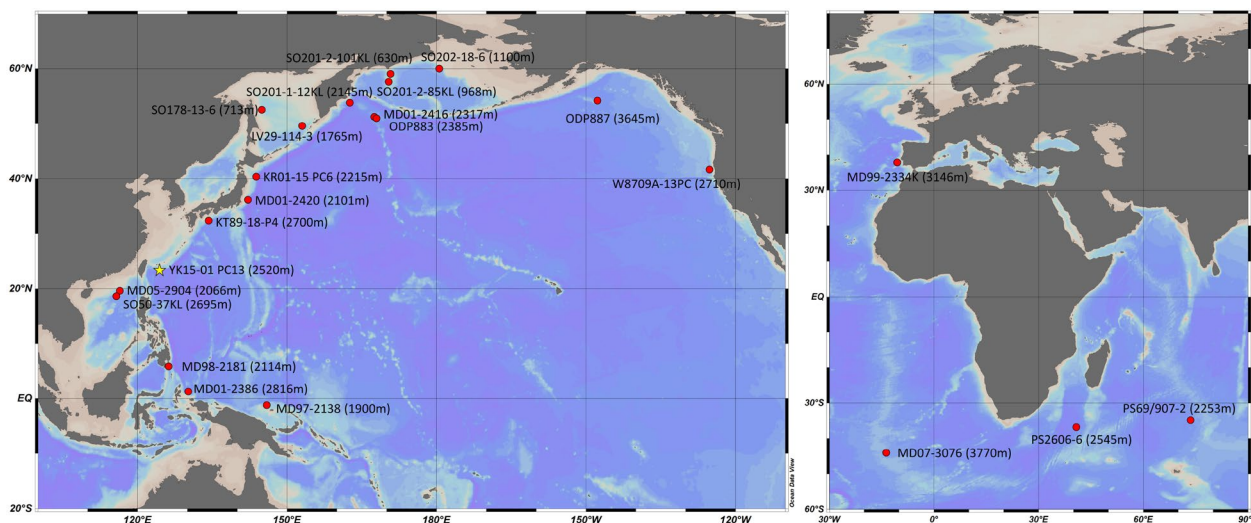 SO201-2-101KL (630m) SO202-18-6 (1100m)
60°N
SO201-1-12KL (2145m) SO201-2-85KL (968m)
SO178-13-6 (713m)
MD01-2416 (2317m)
ODP883 (2385m)
ODP887 (3645m)
LV29-114-3 (1765m)
40°N
KR01-15 PC6 (2215m)
W8709A-13PC (2710m)
MD01-2420 (2101m)
KT89-18-P4 (2700m)
YK15-01 PC13 (2520m)
20°N
MD05-2904 (2066m)
SO50-37KL (2695m)
MD98-2181 (2114m)
MD01-2386 (2816m)
EQ
MD97-2138 (1900m)
20°S
120°E 150°E 180°E 150°W 120°W
Ocean Data View
60°N
MD99-2334K (3146m)
30°N
EQ
30°S
PS69/907-2 (2253m)
PS2606-6 (2545m)
MD07-3076 (3770m)
60°S
30°W 0° 30°E 60°E 90°E